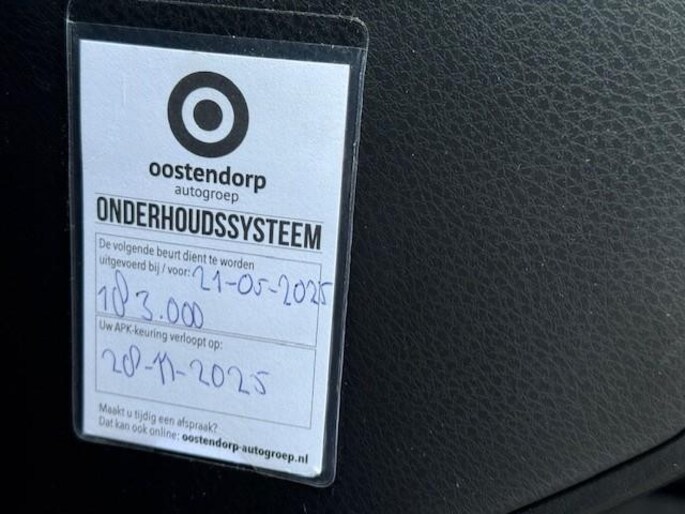 oostendorp
autogroep
ONDERHOUDSSYSTEEM
De volgende beurt dient te worden
uitgevoerd bij / voor: 21-05-2025
183.000
Uw APK-keuring verloopt op:
28-11-2025
Maakt u tijdig een afspraak?
Dat kan ook online: oostendorp-autogroep.nl